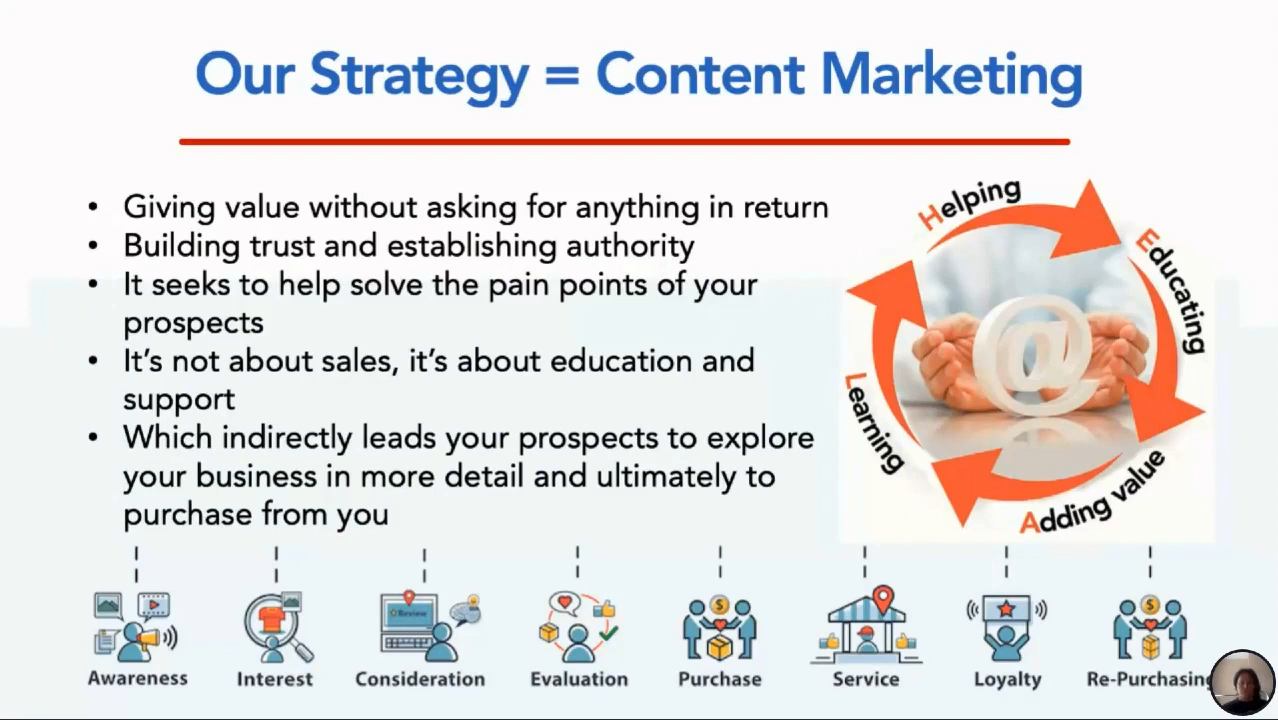 Our Strategy = Content Marketing
• Giving value without asking for anything in return
• Building trust and establishing authority
• It seeks to help solve the pain points of your
prospects
• It's not about sales, it's about education and
support
• Which indirectly leads your prospects to explore
your business in more detail and ultimately to
purchase from you
Helping
Educating
Adding value
Learning
@
Review
Awareness
Interest
Consideration
Evaluation
Purchase
Service
Loyalty
Re-Purchasing